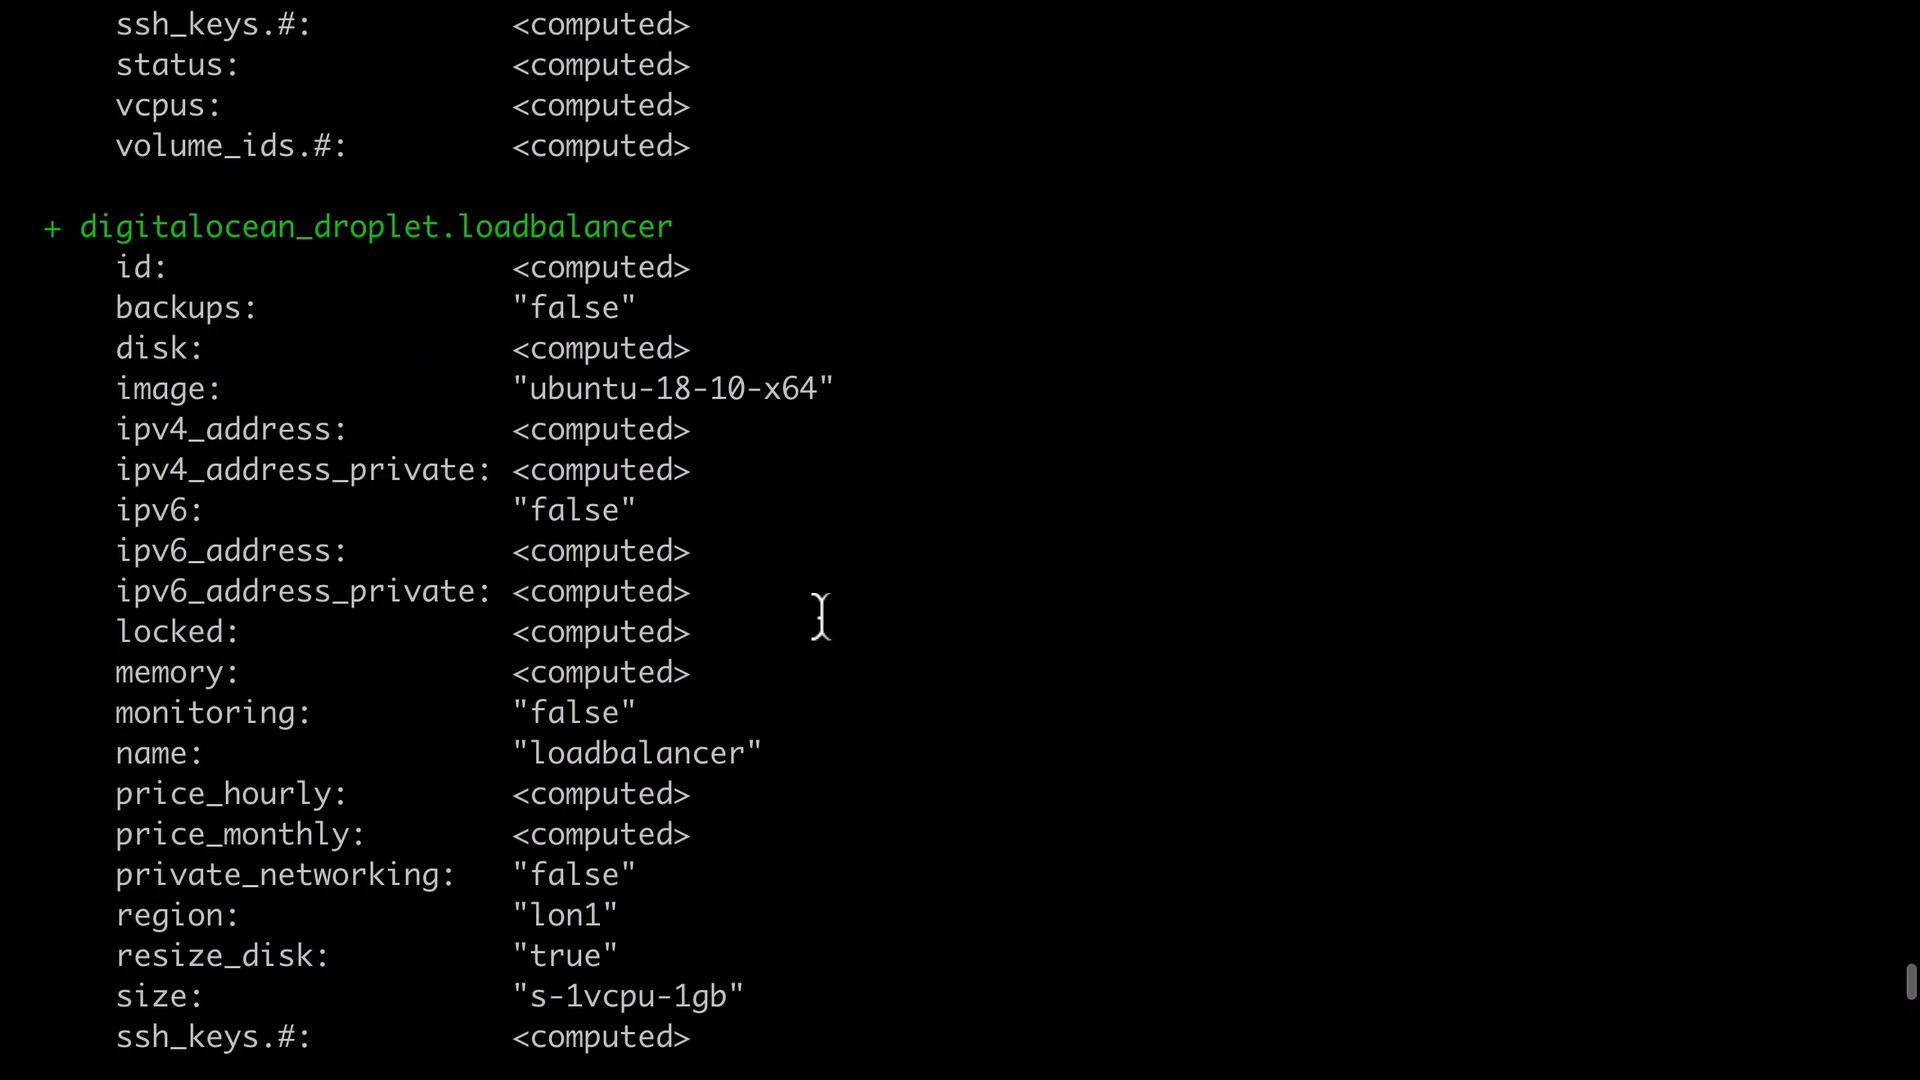 ssh_keys.#: <computed>
status: <computed>
vcpus: <computed>
volume_ids.#: <computed>
+ digitalocean_droplet.loadbalancer
id: <computed>
backups: "false"
disk: <computed>
image: "ubuntu-18-10-x64"
ipv4_address: <computed>
ipv4_address_private: <computed>
ipv6: "false"
ipv6_address: <computed>
ipv6_address_private: <computed>
locked: <computed>
memory: <computed>
monitoring: "false"
name: "loadbalancer"
price_hourly: <computed>
price_monthly: <computed>
private_networking: "false"
region: "lon1"
resize_disk: "true"
size: "s-1vcpu-1gb"
ssh_keys.#: <computed>